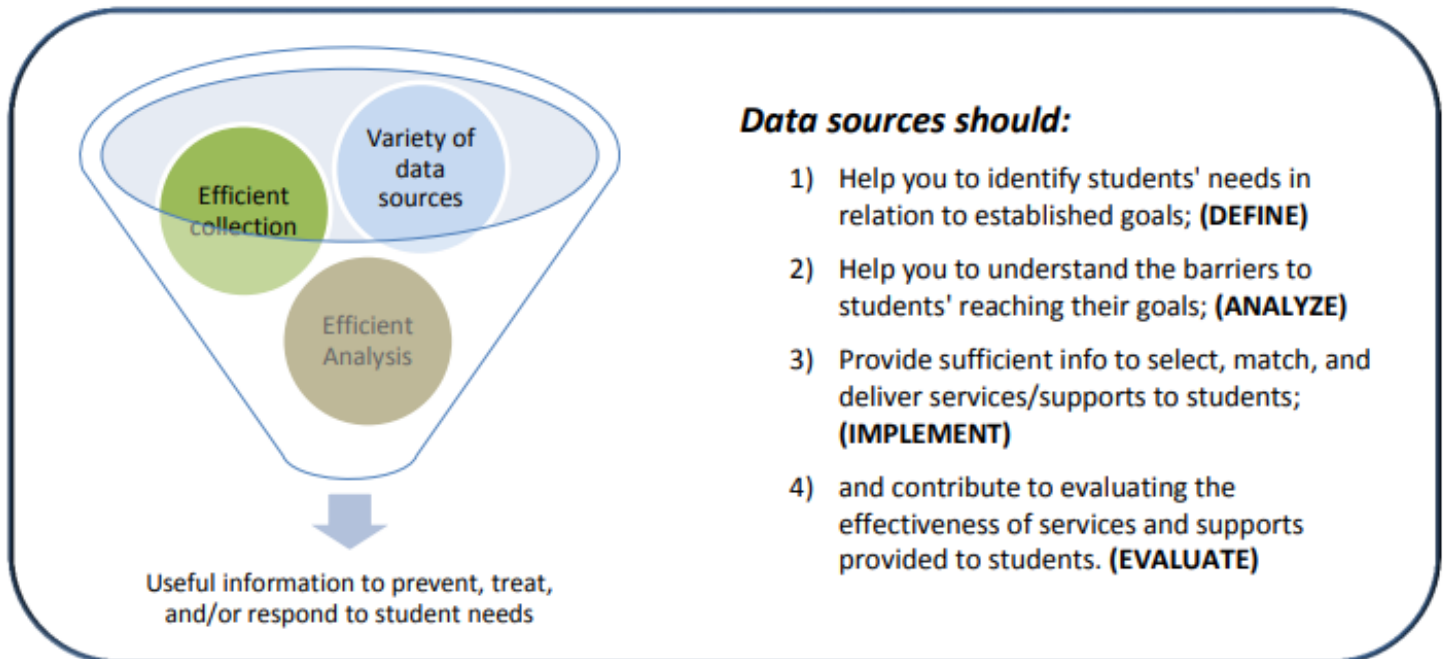 Variety of
data
sources
Efficient
collection
Efficient
Analysis
Useful information to prevent, treat,
and/or respond to student needs
Data sources should:
1) Help you to identify students' needs in
relation to established goals; (DEFINE)
2) Help you to understand the barriers to
students' reaching their goals; (ANALYZE)
3) Provide sufficient info to select, match, and
deliver services/supports to students;
(IMPLEMENT)
4) and contribute to evaluating the
effectiveness of services and supports
provided to students. (EVALUATE)